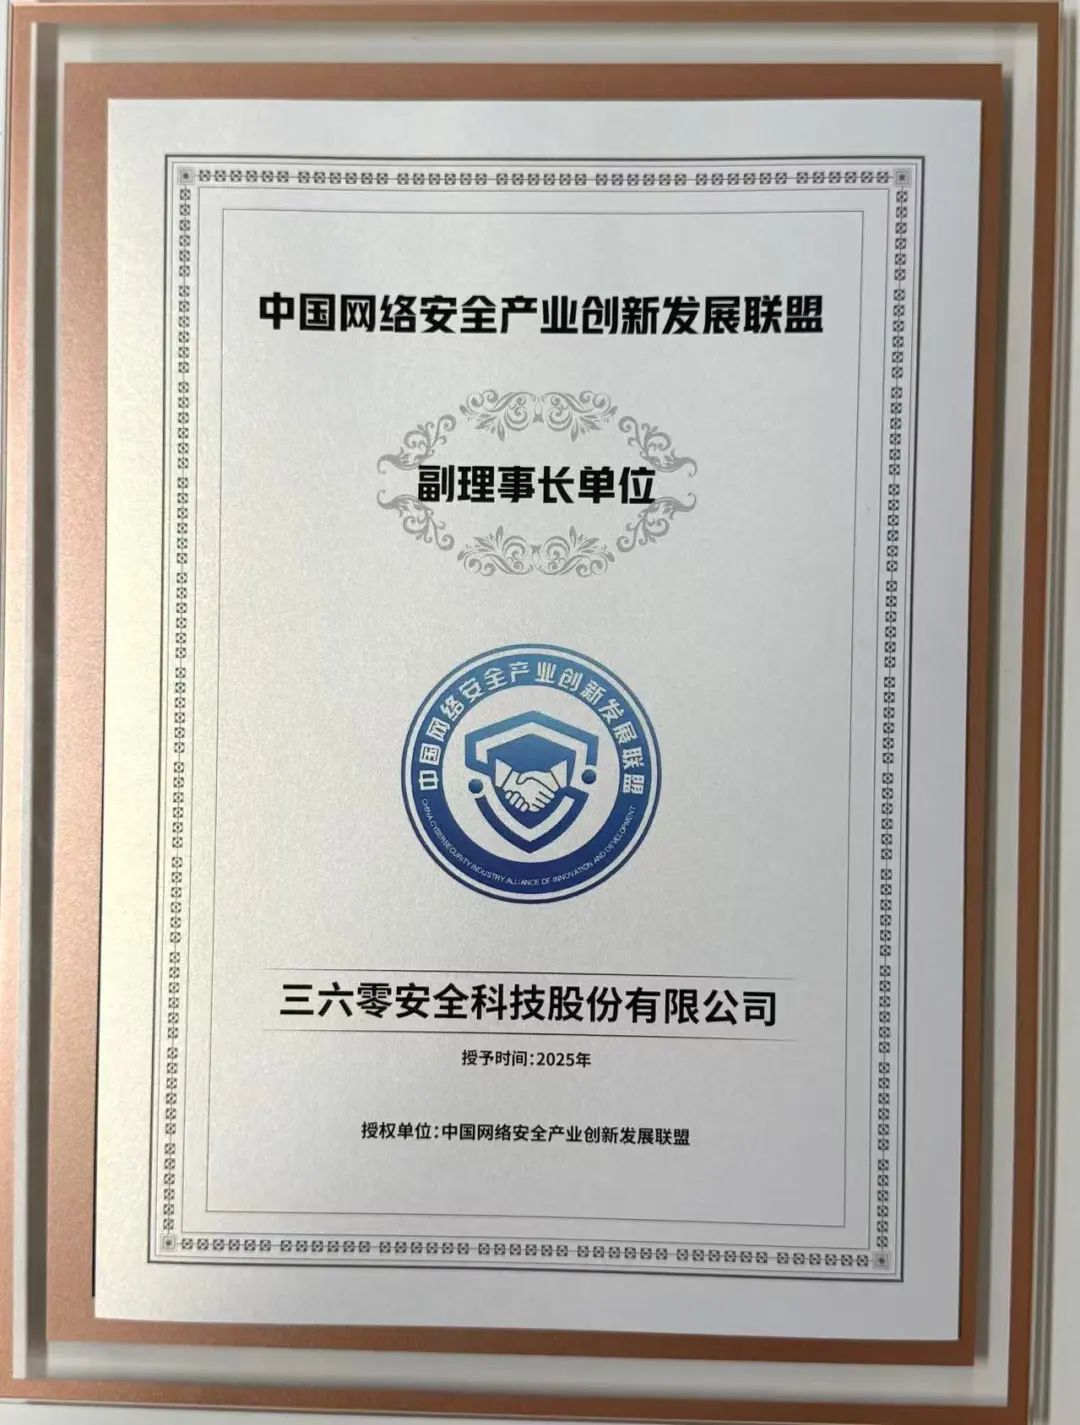 中国网络安全产业创新发展联盟
副理事长单位
中国网络安全产业创新发展联盟
CHINA CYBERSECURITY INDUSTRY ALLIANCE OF INNOVATION AND DEVELOPMENT
三六零安全科技股份有限公司
授予时间:2025年
授权单位:中国网络安全产业创新发展联盟